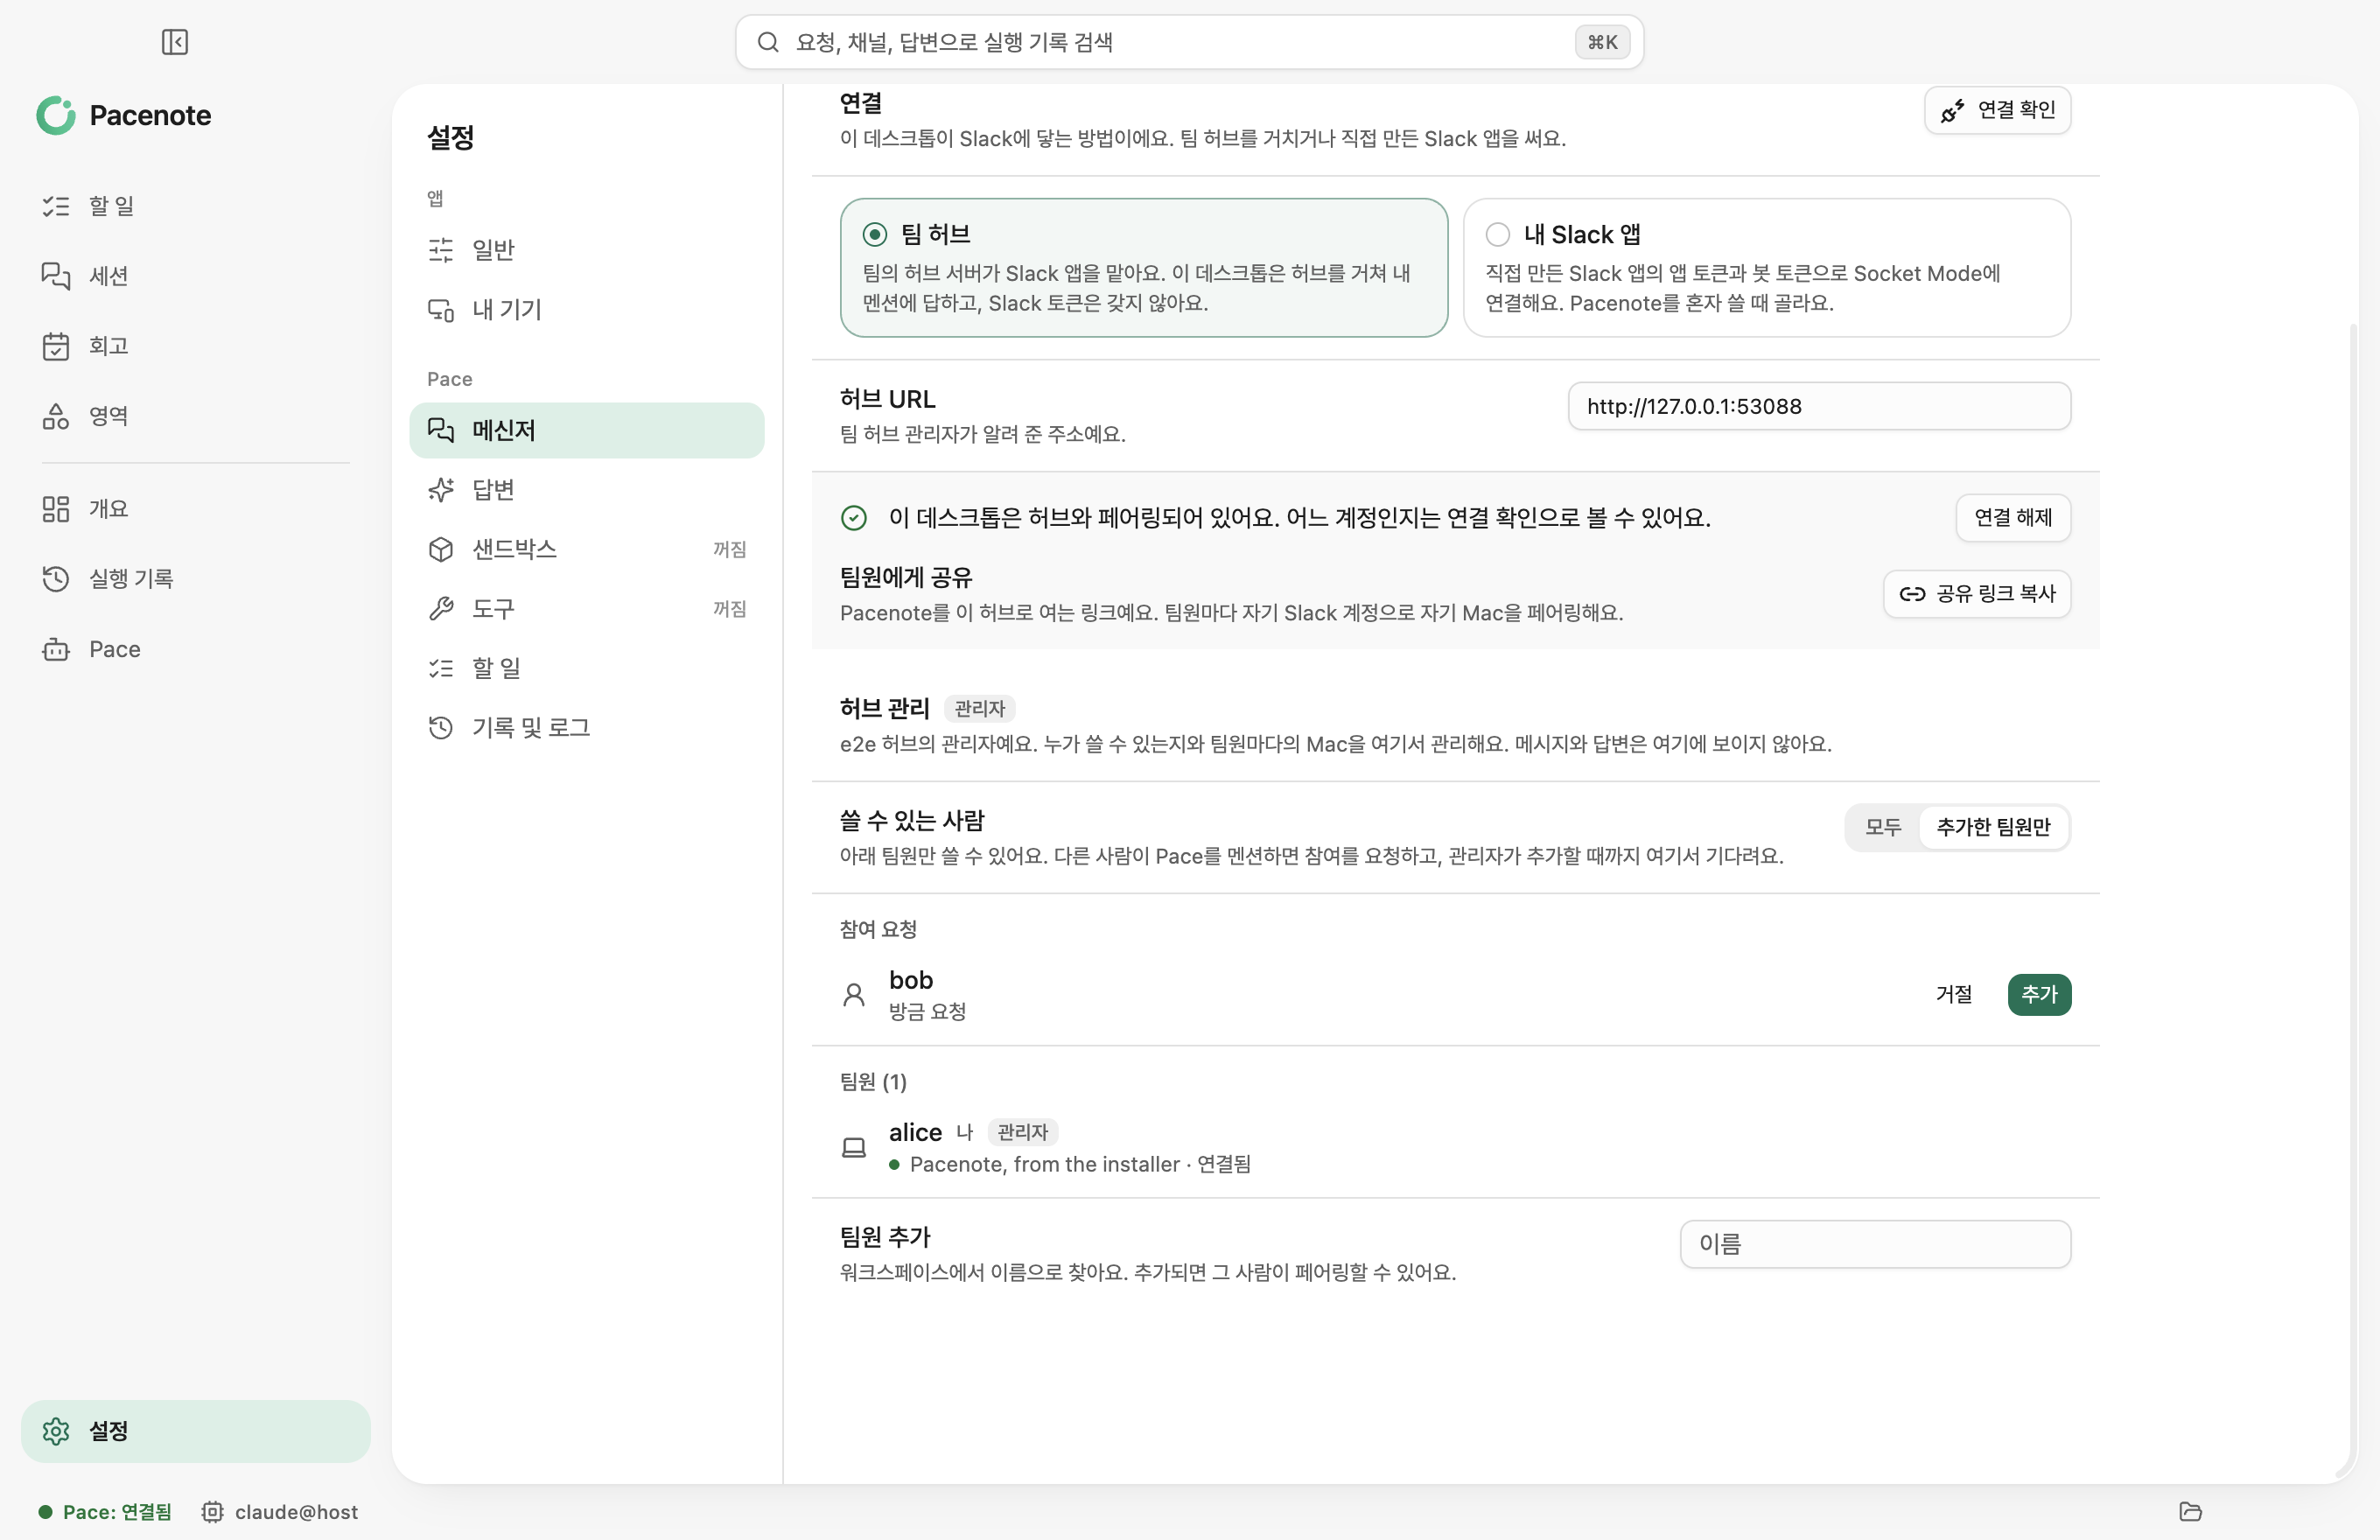 요청, 채널, 답변으로 실행 기록 검색
⌘K
Pacenote
할 일
세션
회고
영역
개요
실행 기록
Pace
설정
Pace: 연결됨
claude@host
설정
앱
일반
내 기기
Pace
메신저
답변
샌드박스
꺼짐
도구
꺼짐
할 일
기록 및 로그
연결
이 데스크톱이 Slack에 닿는 방법이에요. 팀 허브를 거치거나 직접 만든 Slack 앱을 써요.
연결 확인
팀 허브
팀의 허브 서버가 Slack 앱을 맡아요. 이 데스크톱은 허브를 거쳐 내
멘션에 답하고, Slack 토큰은 갖지 않아요.
내 Slack 앱
직접 만든 Slack 앱의 앱 토큰과 봇 토큰으로 Socket Mode에
연결해요. Pacenote를 혼자 쓸 때 골라요.
허브 URL
팀 허브 관리자가 알려 준 주소예요.
http://127.0.0.1:53088
이 데스크톱은 허브와 페어링되어 있어요. 어느 계정인지는 연결 확인으로 볼 수 있어요.
연결 해제
팀원에게 공유
Pacenote를 이 허브로 여는 링크예요. 팀원마다 자기 Slack 계정으로 자기 Mac을 페어링해요.
공유 링크 복사
허브 관리
관리자
e2e 허브의 관리자예요. 누가 쓸 수 있는지와 팀원마다의 Mac을 여기서 관리해요. 메시지와 답변은 여기에 보이지 않아요.
쓸 수 있는 사람
아래 팀원만 쓸 수 있어요. 다른 사람이 Pace를 멘션하면 참여를 요청하고, 관리자가 추가할 때까지 여기서 기다려요.
모두
추가한 팀원만
참여 요청
bob
방금 요청
거절
추가
팀원 (1)
alice 나 관리자
Pacenote, from the installer · 연결됨
팀원 추가
워크스페이스에서 이름으로 찾아요. 추가되면 그 사람이 페어링할 수 있어요.
이름